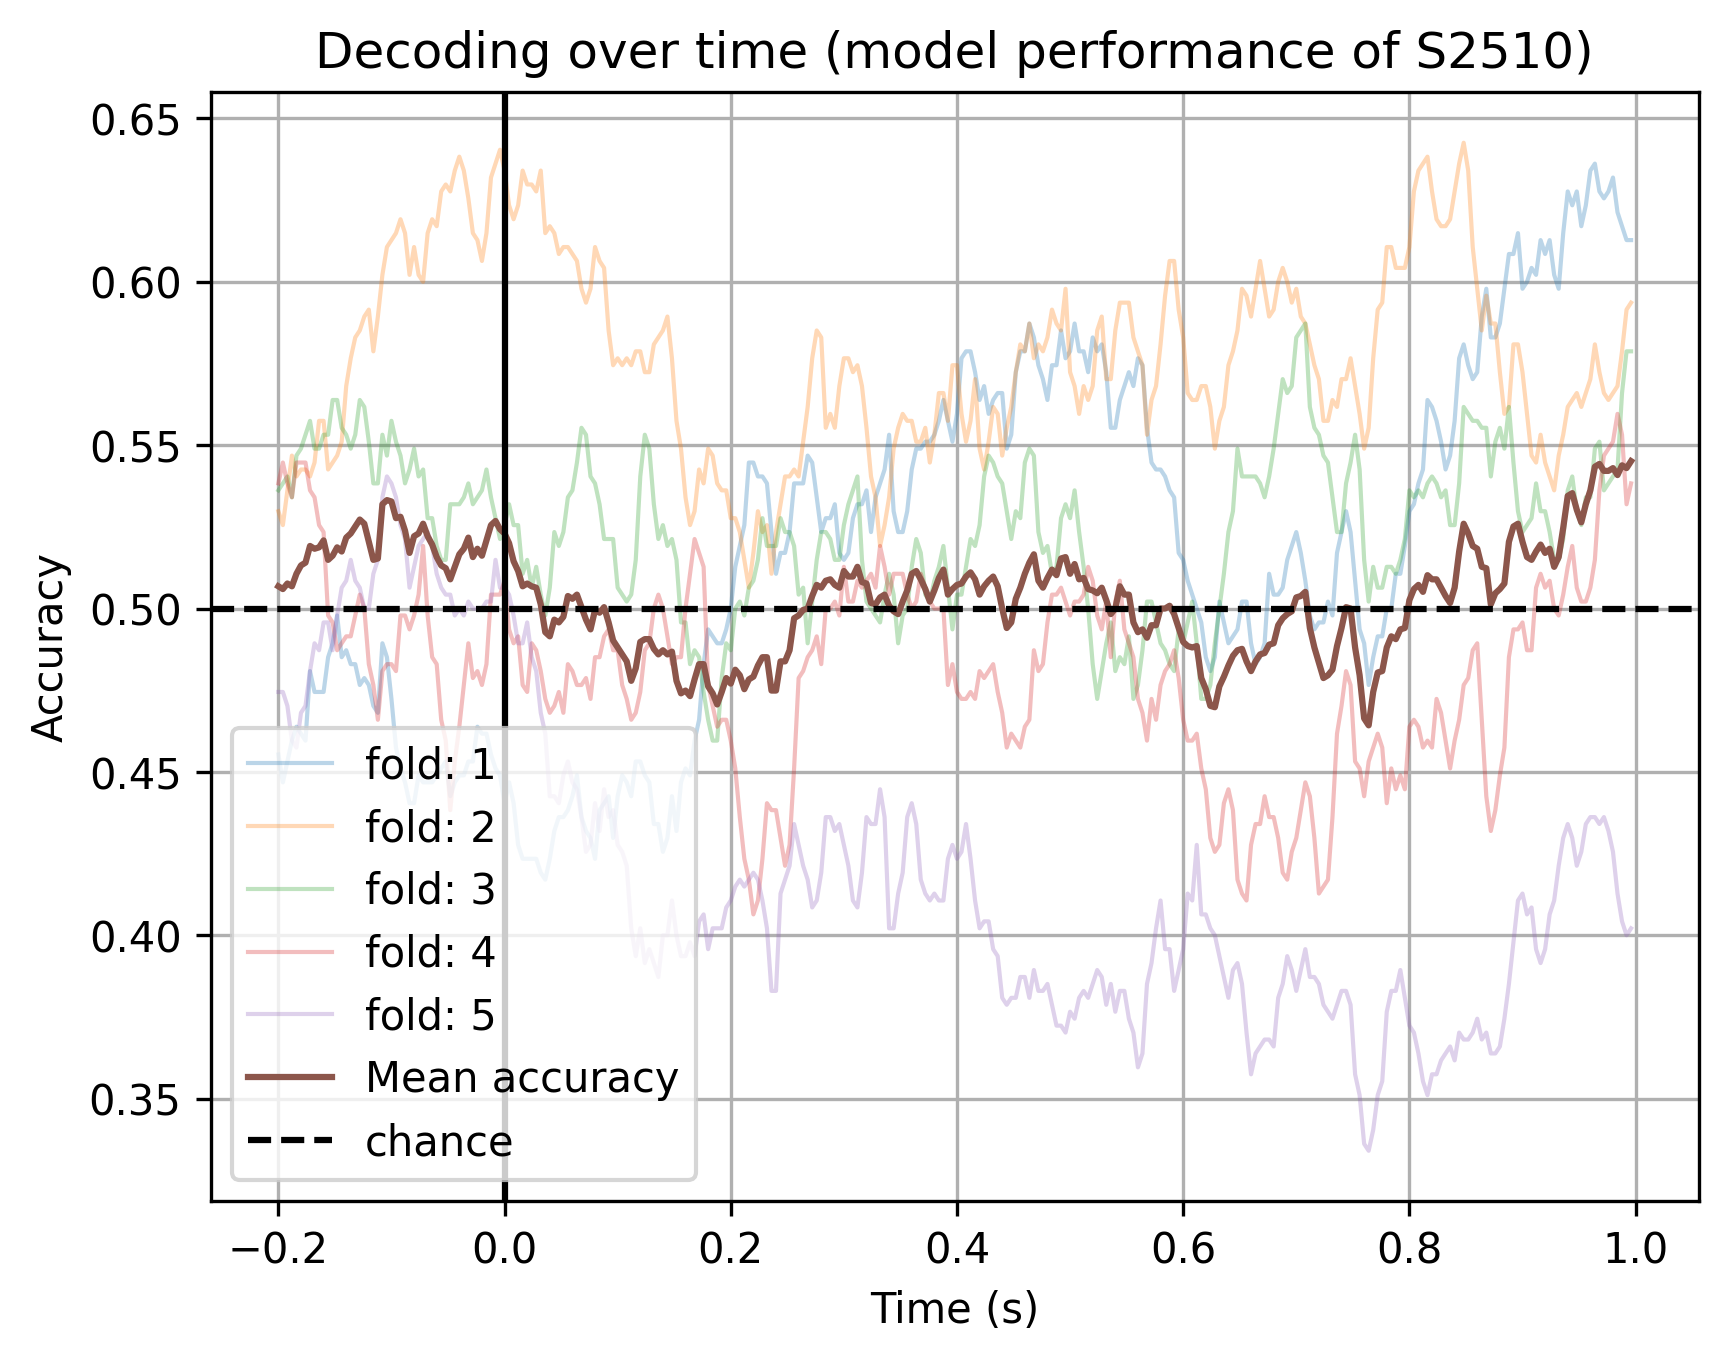 Decoding over time (model performance of S2510)
Accuracy
0.65
0.60
0.55
0.50
0.45
0.40
0.35
fold: 1
fold: 2
fold: 3
fold: 4
fold: 5
Mean accuracy
chance
−0.2
0.0
0.2
0.4
0.6
0.8
1.0
Time (s)